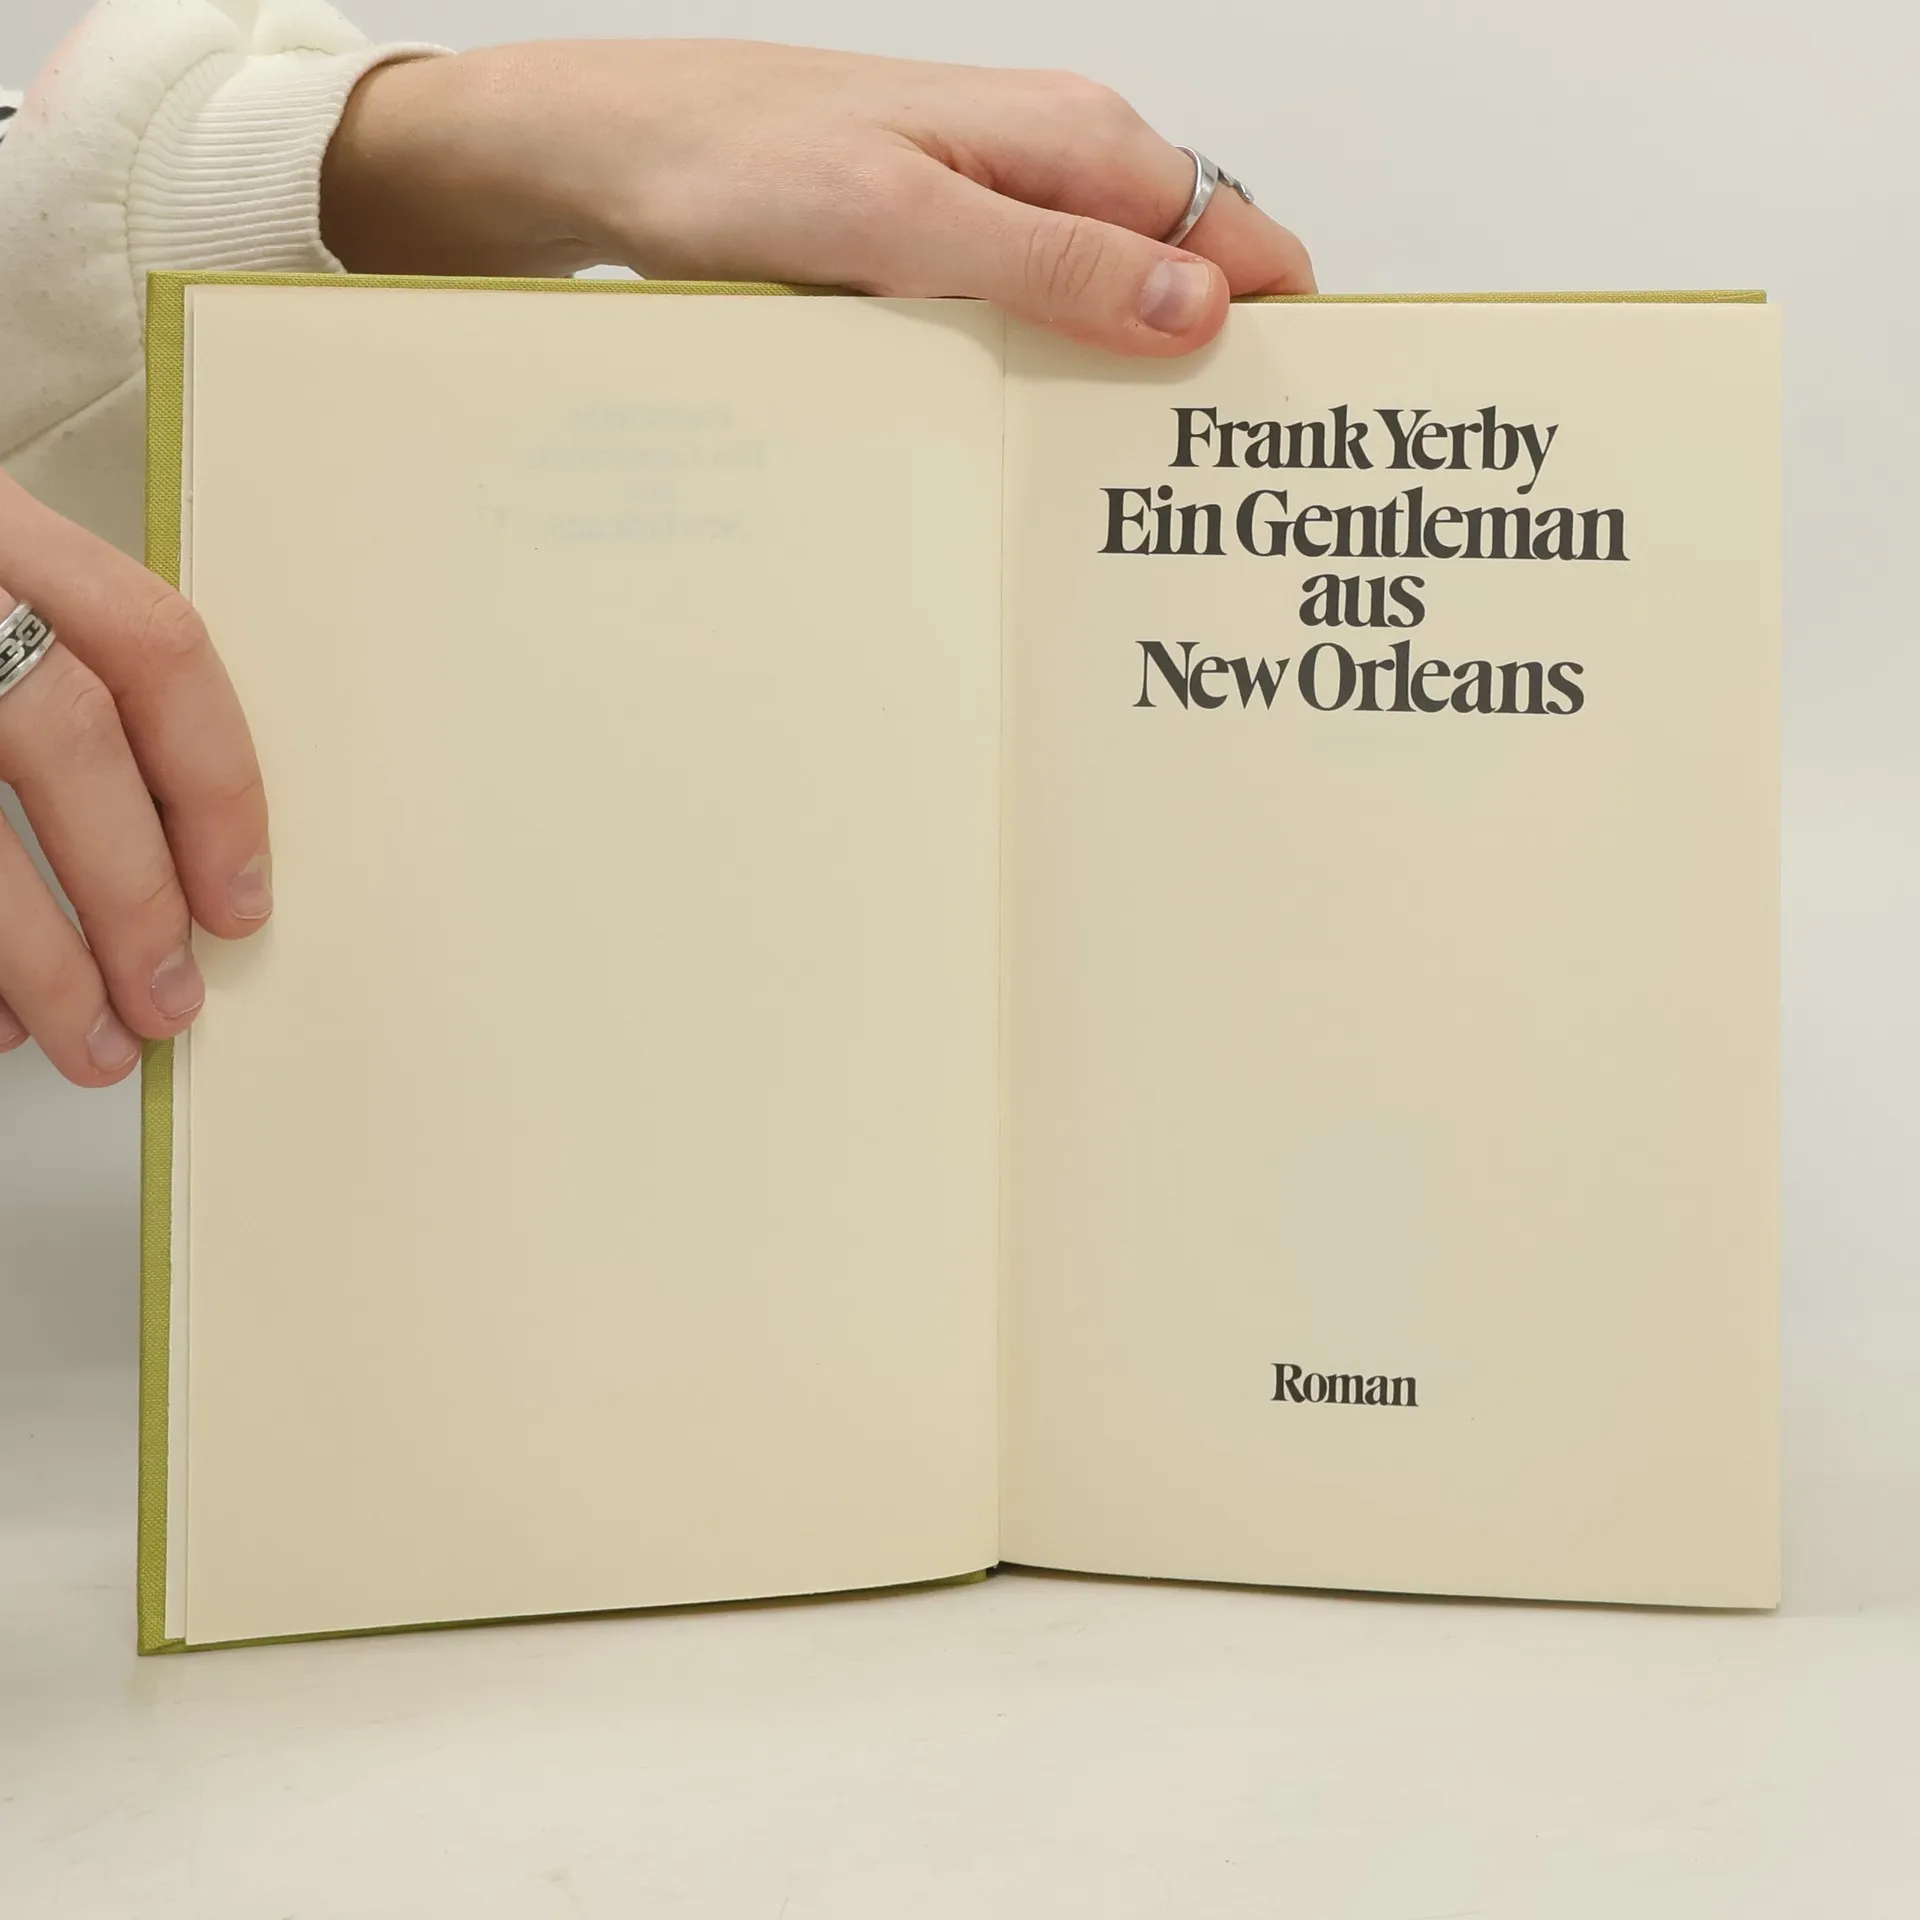 Frank Yerby
Ein Gentleman
aus
New Orleans
Roman